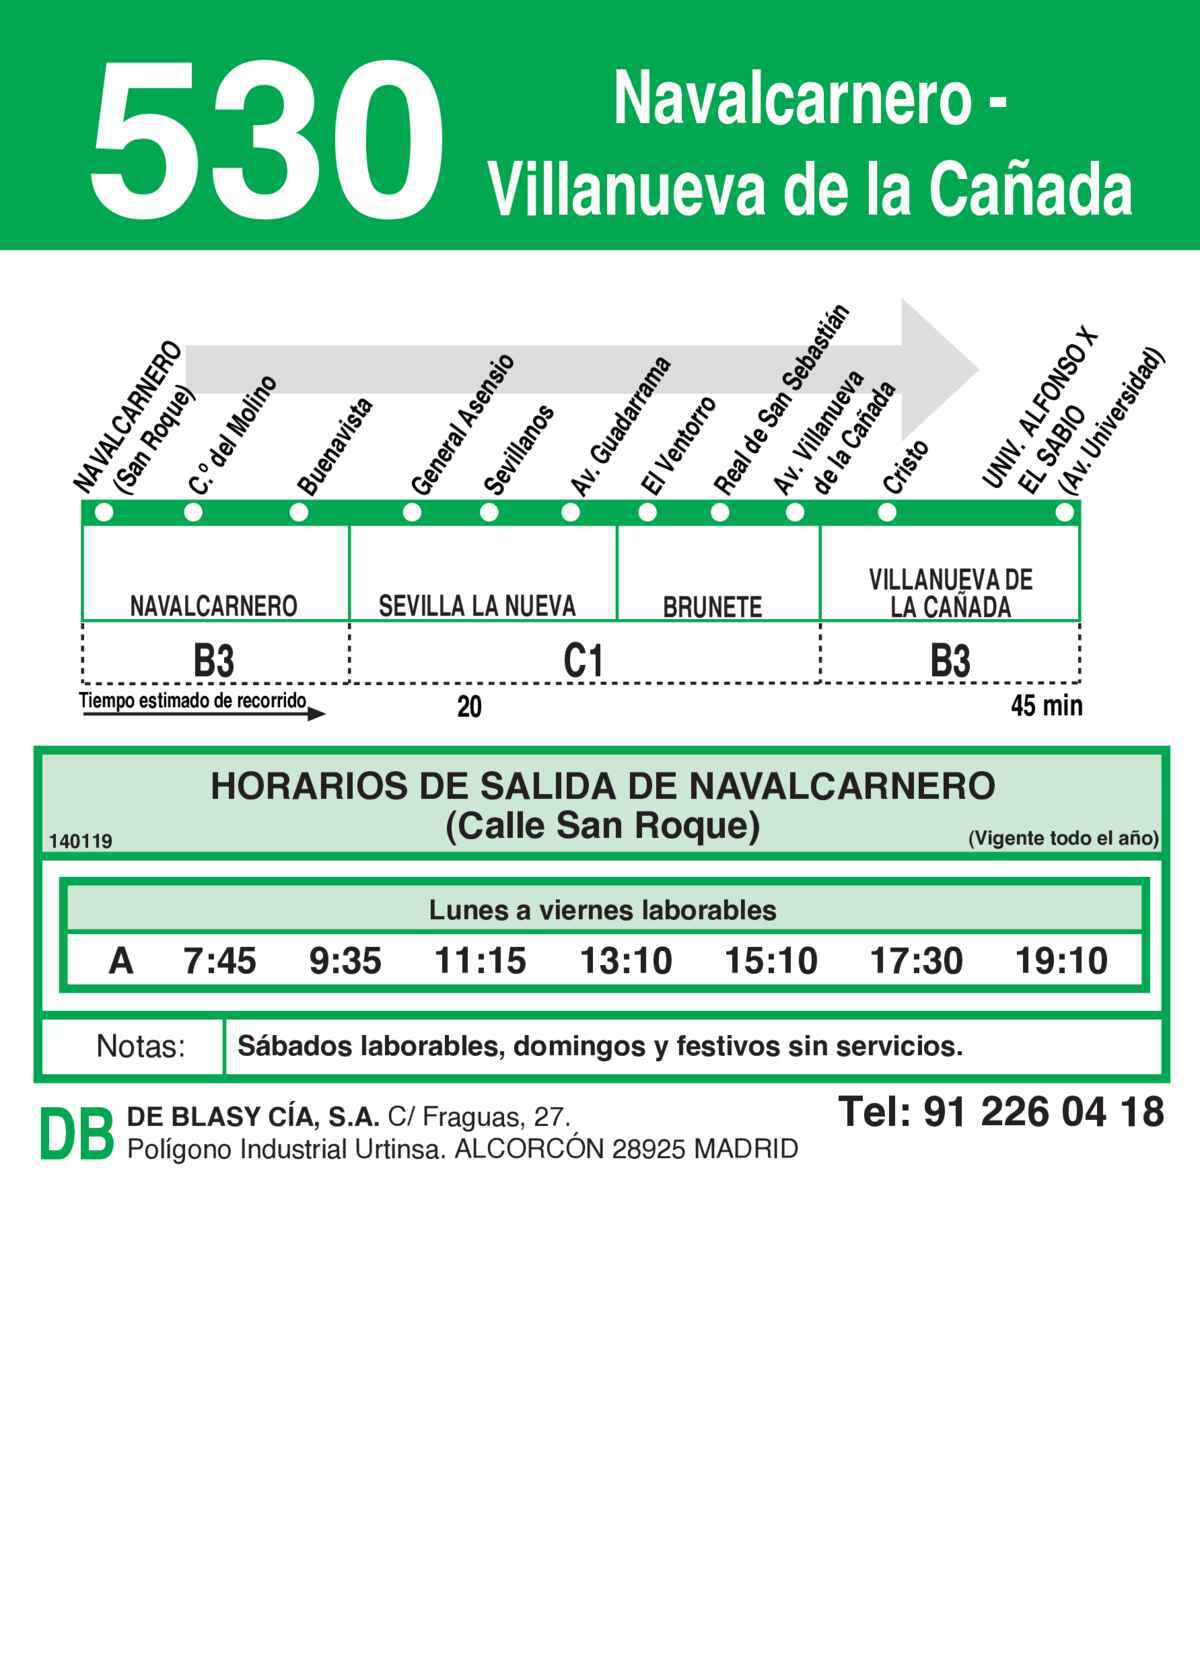 530
Navalcarnero -
Villanueva de la Cañada
NAVALCARNERO
(San Roque)
C.º del Molino
Buenavista
General Asensio
Sevillanos
Av. Guadarrama
El Ventorro
Real de San Sebastián
Av. Villanueva
de la Cañada
Cristo
UNIV. ALFONSO X
EL SABIO
(Av. Universidad)
NAVALCARNERO
SEVILLA LA NUEVA
BRUNETE
VILLANUEVA DE
LA CAÑADA
B3
C1
B3
Tiempo estimado de recorrido
20
45 min
HORARIOS DE SALIDA DE NAVALCARNERO
(Calle San Roque)
140119
(Vigente todo el año)
Lunes a viernes laborables
A 7:45 9:35 11:15 13:10 15:10 17:30 19:10
Notas:
Sábados laborables, domingos y festivos sin servicios.
DB
DE BLASY CÍA, S.A. C/ Fraguas, 27.
Polígono Industrial Urtinsa. ALCORCÓN 28925 MADRID
Tel: 91 226 04 18